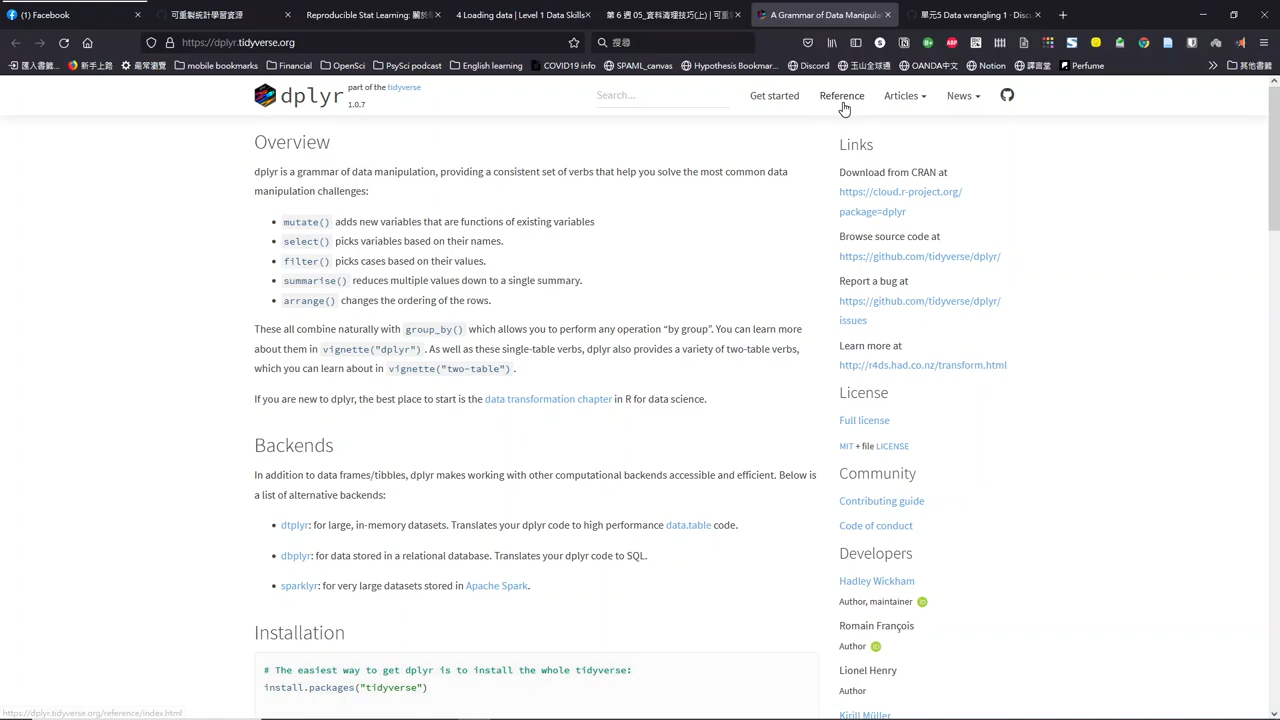 Facebook
可重製統計學習資源
Reproducible Stat Learning: 關於
4 Loading data | Level 1 Data Skills
第 6 週 05_資料清理技巧(上) | 可重
A Grammar of Data Manipulat
單元5 Data wrangling 1 · Discu
https://dplyr.tidyverse.org
搜尋
匯入書籤...
新手上路
最常瀏覽
mobile bookmarks
Financial
OpenSci
PsySci podcast
English learning
COVID19 info
SPAML_canvas
Hypothesis Bookmark
Discord
玉山全球通
OANDA中文
Notion
譯言堂
Perfume
其他書籤
dplyr
part of the tidyverse
1.0.7
Search...
Get started
Reference
Articles
News
Overview
dplyr is a grammar of data manipulation, providing a consistent set of verbs that help you solve the most common data
manipulation challenges:
mutate() adds new variables that are functions of existing variables
select() picks variables based on their names.
filter() picks cases based on their values.
summarise() reduces multiple values down to a single summary.
arrange() changes the ordering of the rows.
These all combine naturally with group_by() which allows you to perform any operation “by group”. You can learn more
about them in vignette("dplyr"). As well as these single-table verbs, dplyr also provides a variety of two-table verbs,
which you can learn about in vignette("two-table").
If you are new to dplyr, the best place to start is the data transformation chapter in R for data science.
Backends
In addition to data frames/tibbles, dplyr makes working with other computational backends accessible and efficient. Below is
a list of alternative backends:
dtplyr: for large, in-memory datasets. Translates your dplyr code to high performance data.table code.
dbplyr: for data stored in a relational database. Translates your dplyr code to SQL.
sparklyr: for very large datasets stored in Apache Spark.
Installation
# The easiest way to get dplyr is to install the whole tidyverse:
install.packages("tidyverse")
Links
Download from CRAN at
https://cloud.r-project.org/
package=dplyr
Browse source code at
https://github.com/tidyverse/dplyr/
Report a bug at
https://github.com/tidyverse/dplyr/
issues
Learn more at
http://r4ds.had.co.nz/transform.html
License
Full license
MIT + file LICENSE
Community
Contributing guide
Code of conduct
Developers
Hadley Wickham
Author, maintainer
Romain François
Author
Lionel Henry
Author
Kirill Müller
https://dplyr.tidyverse.org/reference/index.html